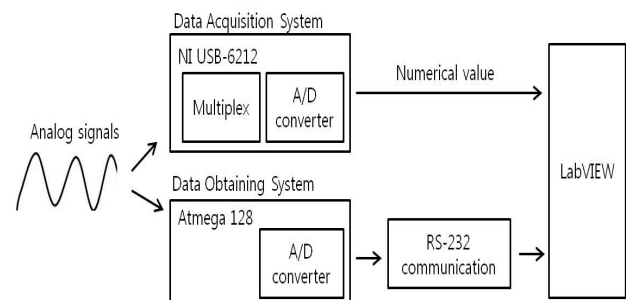 Data Acquisition System
NI USB-6212
Multiplex
A/D
converter
Numerical value
Analog signals
LabVIEW
Data Obtaining System
Atmega 128
A/D
converter
RS-232
communication